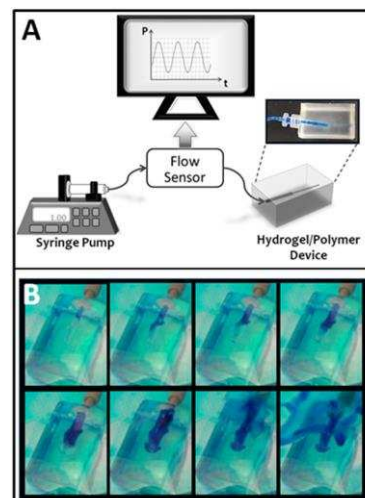 A
P
t
Flow
Sensor
1.00
Syringe Pump
Hydrogel/Polymer
Device
B